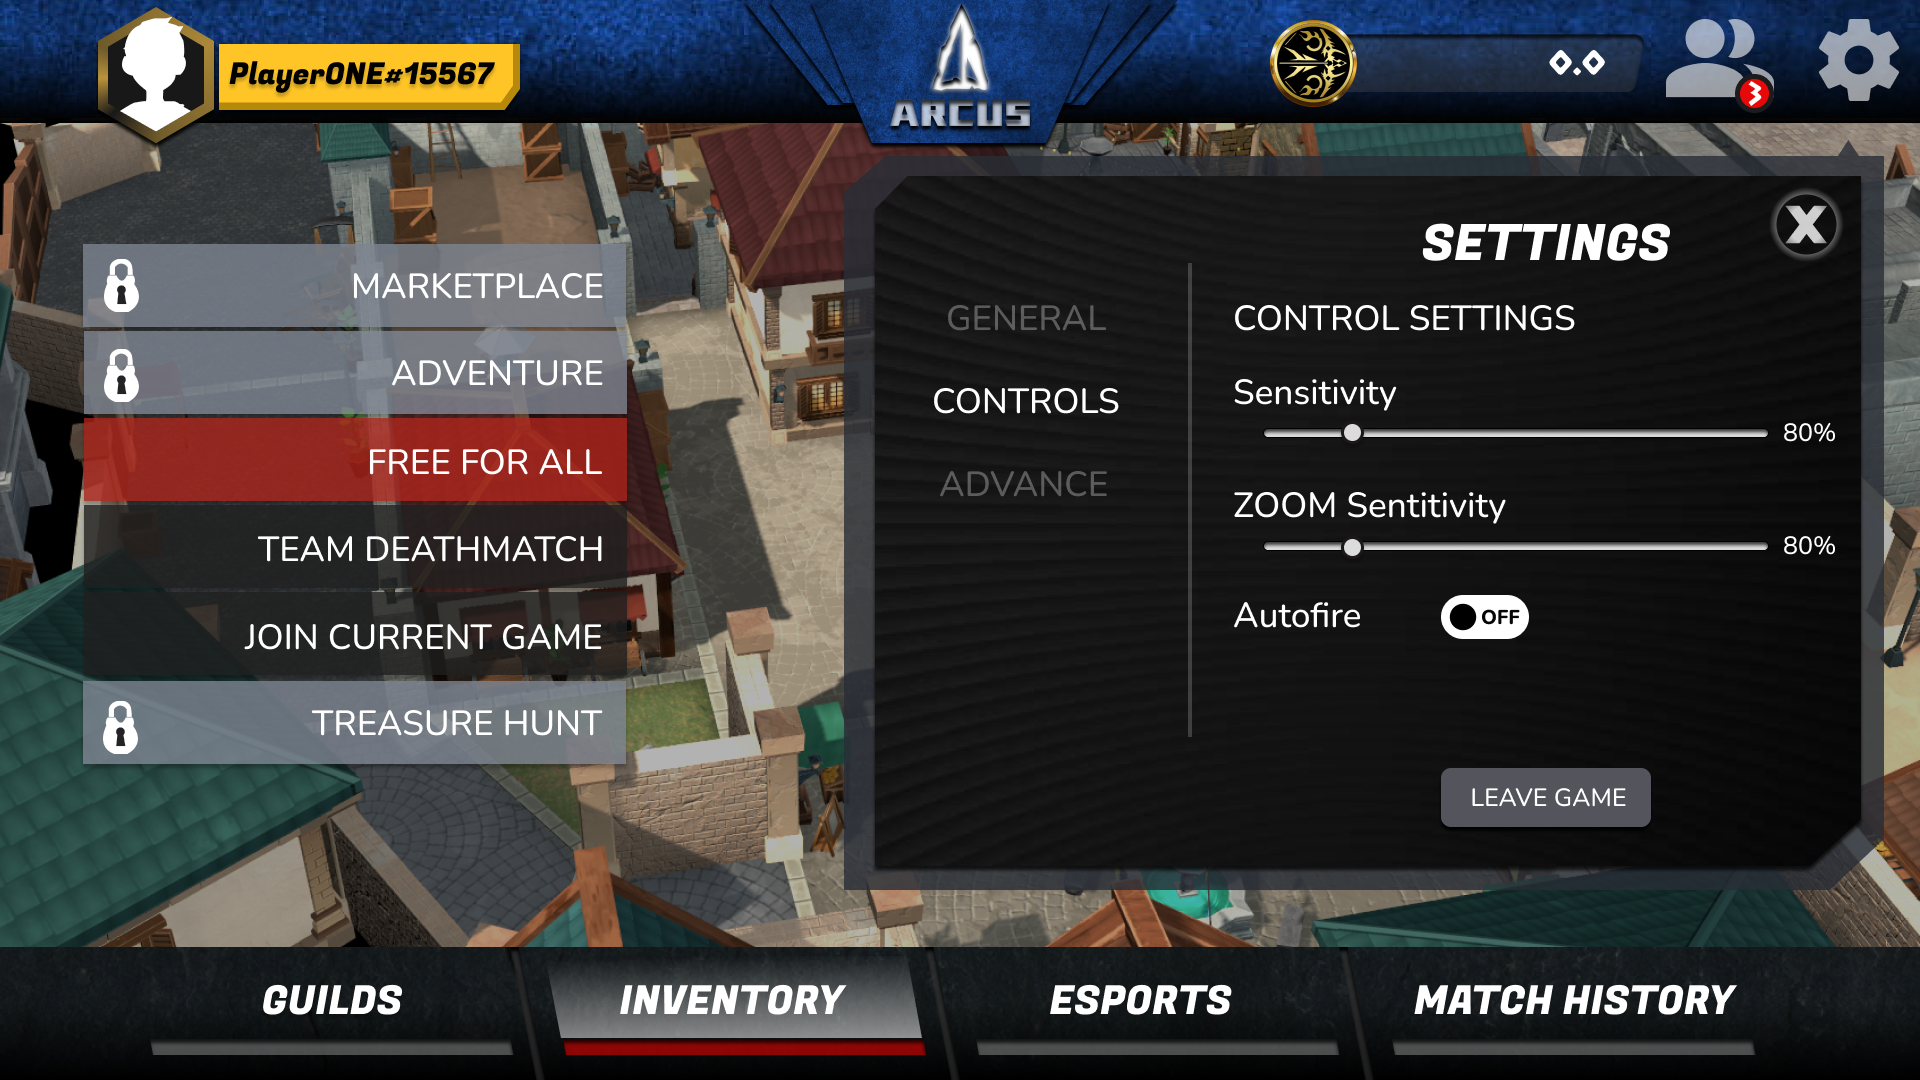 PlayerONE#15567
ARCUS
0.0
3
MARKETPLACE
ADVENTURE
FREE FOR ALL
TEAM DEATHMATCH
JOIN CURRENT GAME
TREASURE HUNT
SETTINGS
X
GENERAL
CONTROLS
ADVANCE
CONTROL SETTINGS
Sensitivity
80%
ZOOM Sentitivity
80%
Autofire
OFF
LEAVE GAME
GUILDS
INVENTORY
ESPORTS
MATCH HISTORY